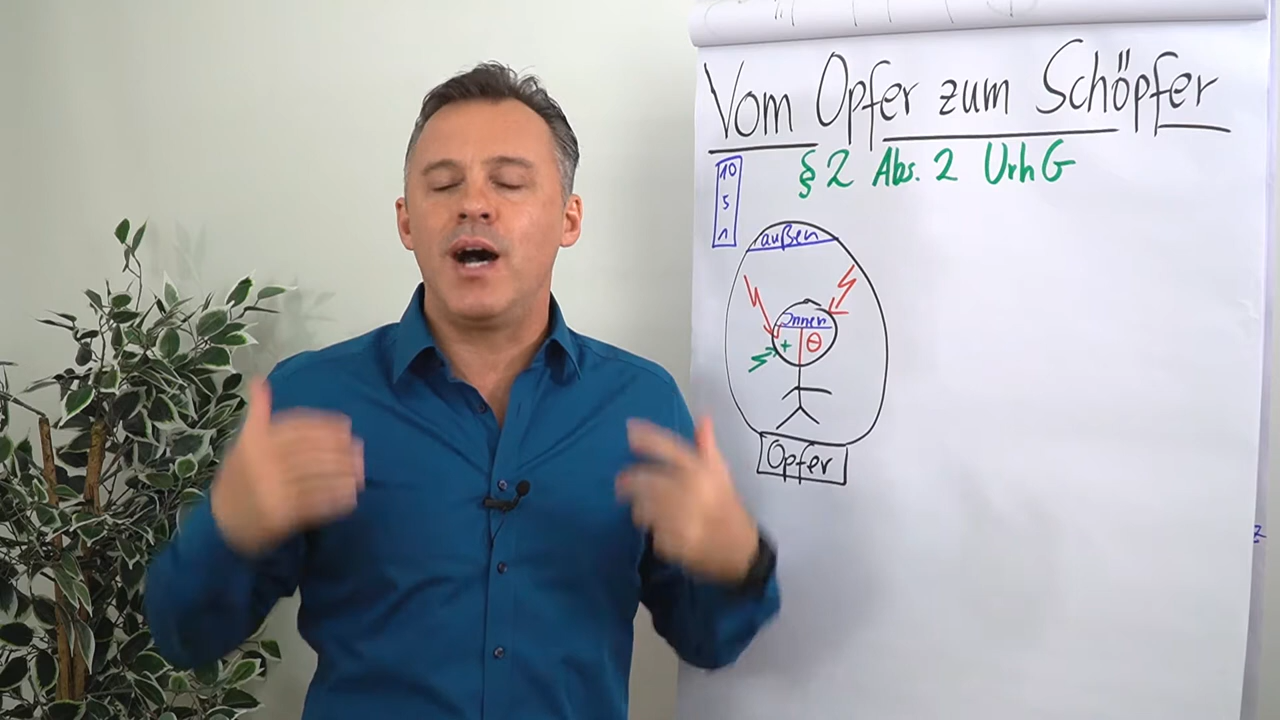 Vom Opfer zum Schöpfer
§ 2 Abs. 2 UrhG
10
5
1
außen
Innen
+
Opfer